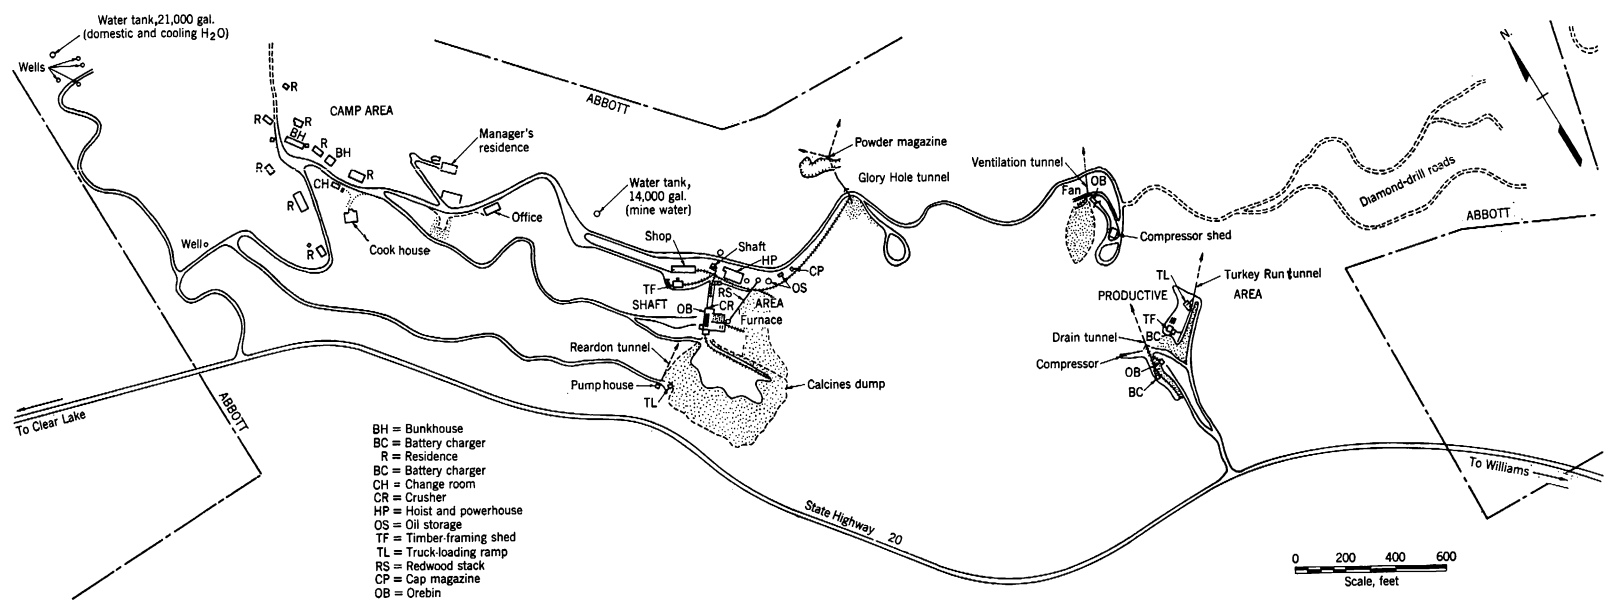 Water tank,21,000 gal.
(domestic and cooling H2O)
Wells
R
CAMP AREA
R
R
BH
R
BH
R
R
CH
R
R
Cook house
Well
Manager's
residence
Office
ABBOTT
Water tank,
14,000 gal.
(mine water)
Powder magazine
Glory Hole tunnel
Shop
Shaft
HP
CP
OS
TF
RS
SHAFT
AREA
OB
CR
Furnace
Reardon tunnel
Pumphouse
TL
Calcines dump
Ventilation tunnel
Fan
OB
Compressor shed
Diamond-drill roads
N.
ABBOTT
TL
Turkey Run tunnel
PRODUCTIVE
AREA
TF
Drain tunnel
BC
Compressor
OB
BC
To Clear Lake
ABBOTT
State Highway 20
To Williams
BH = Bunkhouse
BC = Battery charger
R = Residence
BC = Battery charger
CH = Change room
CR = Crusher
HP = Hoist and powerhouse
OS = Oil storage
TF = Timber-framing shed
TL = Truck-loading ramp
RS = Redwood stack
CP = Cap magazine
OB = Orebin
0 200 400 600
Scale, feet